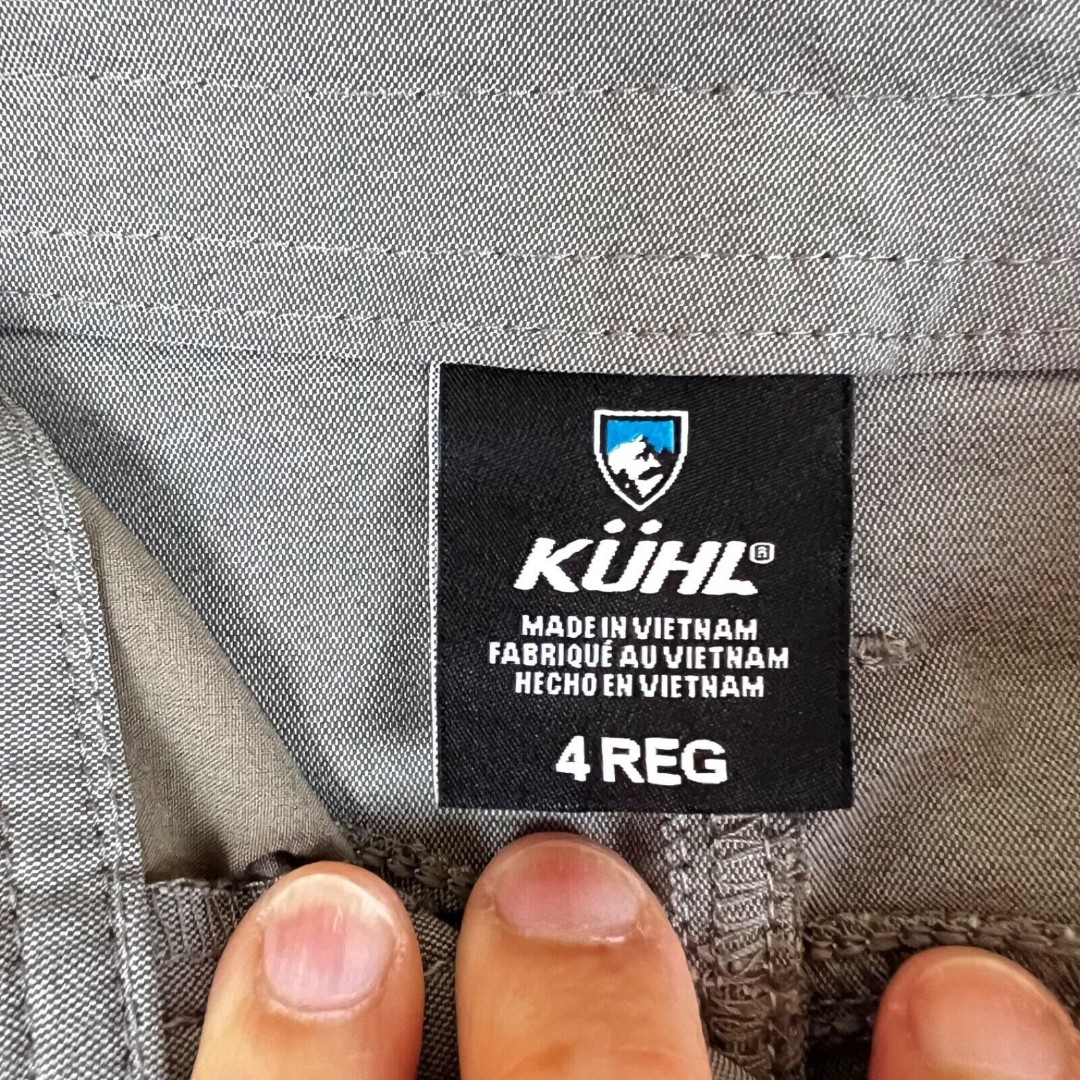 KÜHL®
MADE IN VIETNAM
FABRIQUÉ AU VIETNAM
HECHO EN VIETNAM
4 REG